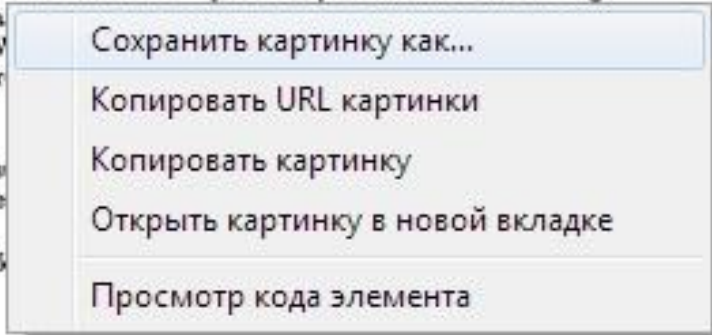 Сохранить картинку как...
Копировать URL картинки
Копировать картинку
Открыть картинку в новой вкладке
Просмотр кода элемента